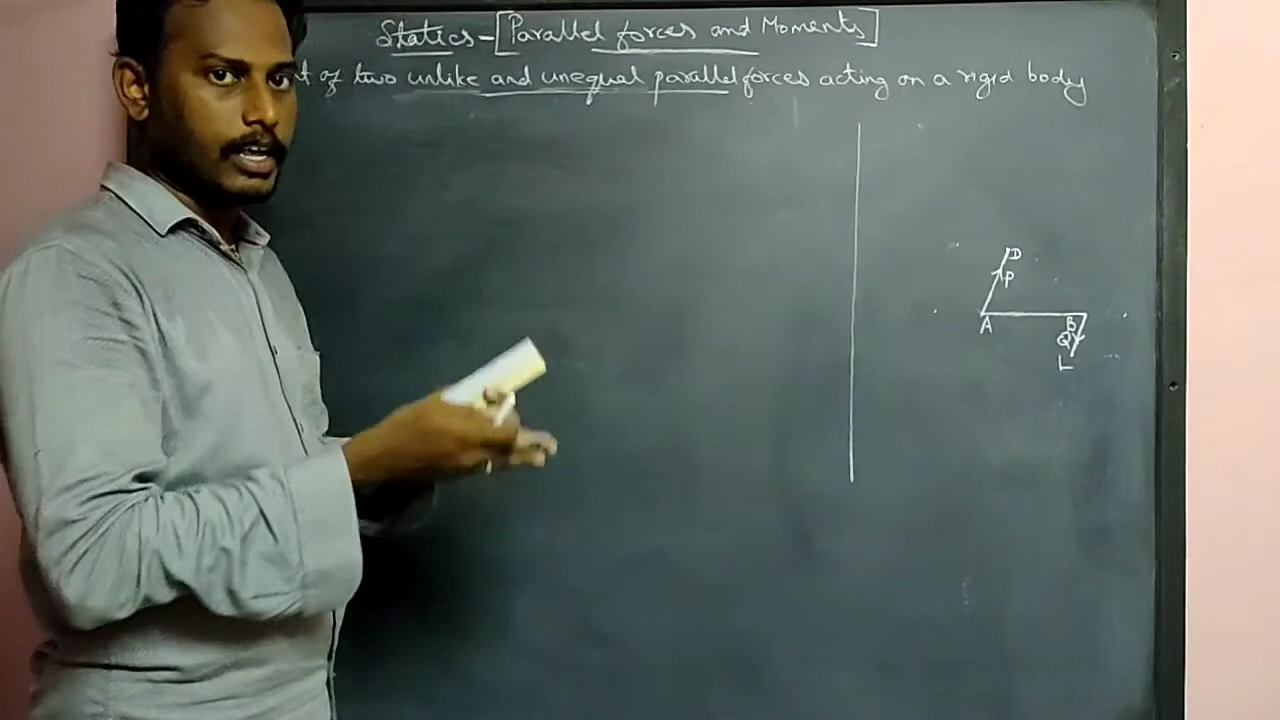 Statics - [Parallel forces and Moments]
of two unlike and unequal parallel forces acting on a rigid body
D
P
A
B
Q
L